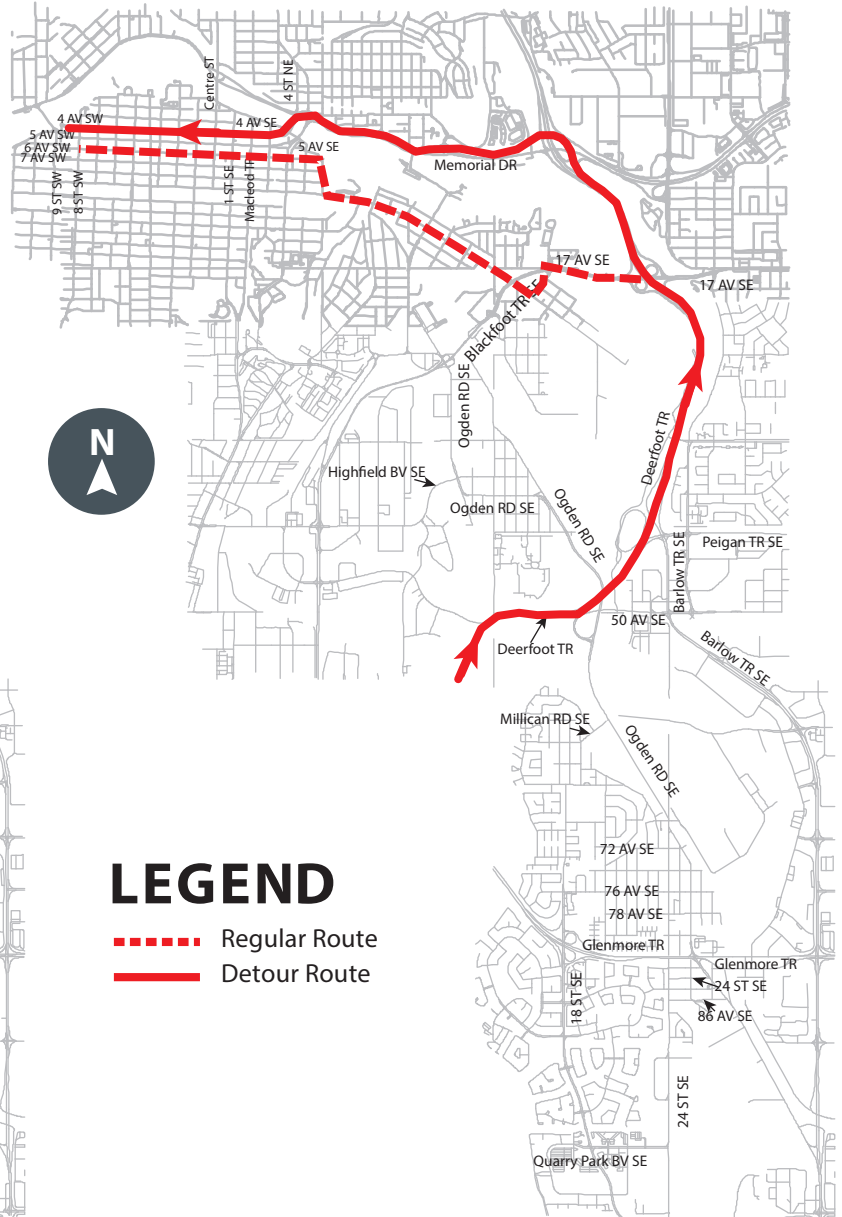 Centre ST
4 ST NE
4 AV SW
4 AV SE
5 AV SW
5 AV SE
6 AV SW
7 AV SW
Memorial DR
9 ST SW
8 ST SW
1 ST SE
Macleod TR
17 AV SE
17 AV SE
Blackfoot TR SE
Ogden RD SE
Deerfoot TR
N
Highfield BV SE
Ogden RD SE
Ogden RD SE
Peigan TR SE
Barlow TR SE
50 AV SE
Deerfoot TR
Barlow TR SE
Millican RD SE
Ogden RD SE
72 AV SE
LEGEND
76 AV SE
78 AV SE
Regular Route
Glenmore TR
Detour Route
Glenmore TR
24 ST SE
18 ST SE
86 AV SE
24 ST SE
Quarry Park BV SE